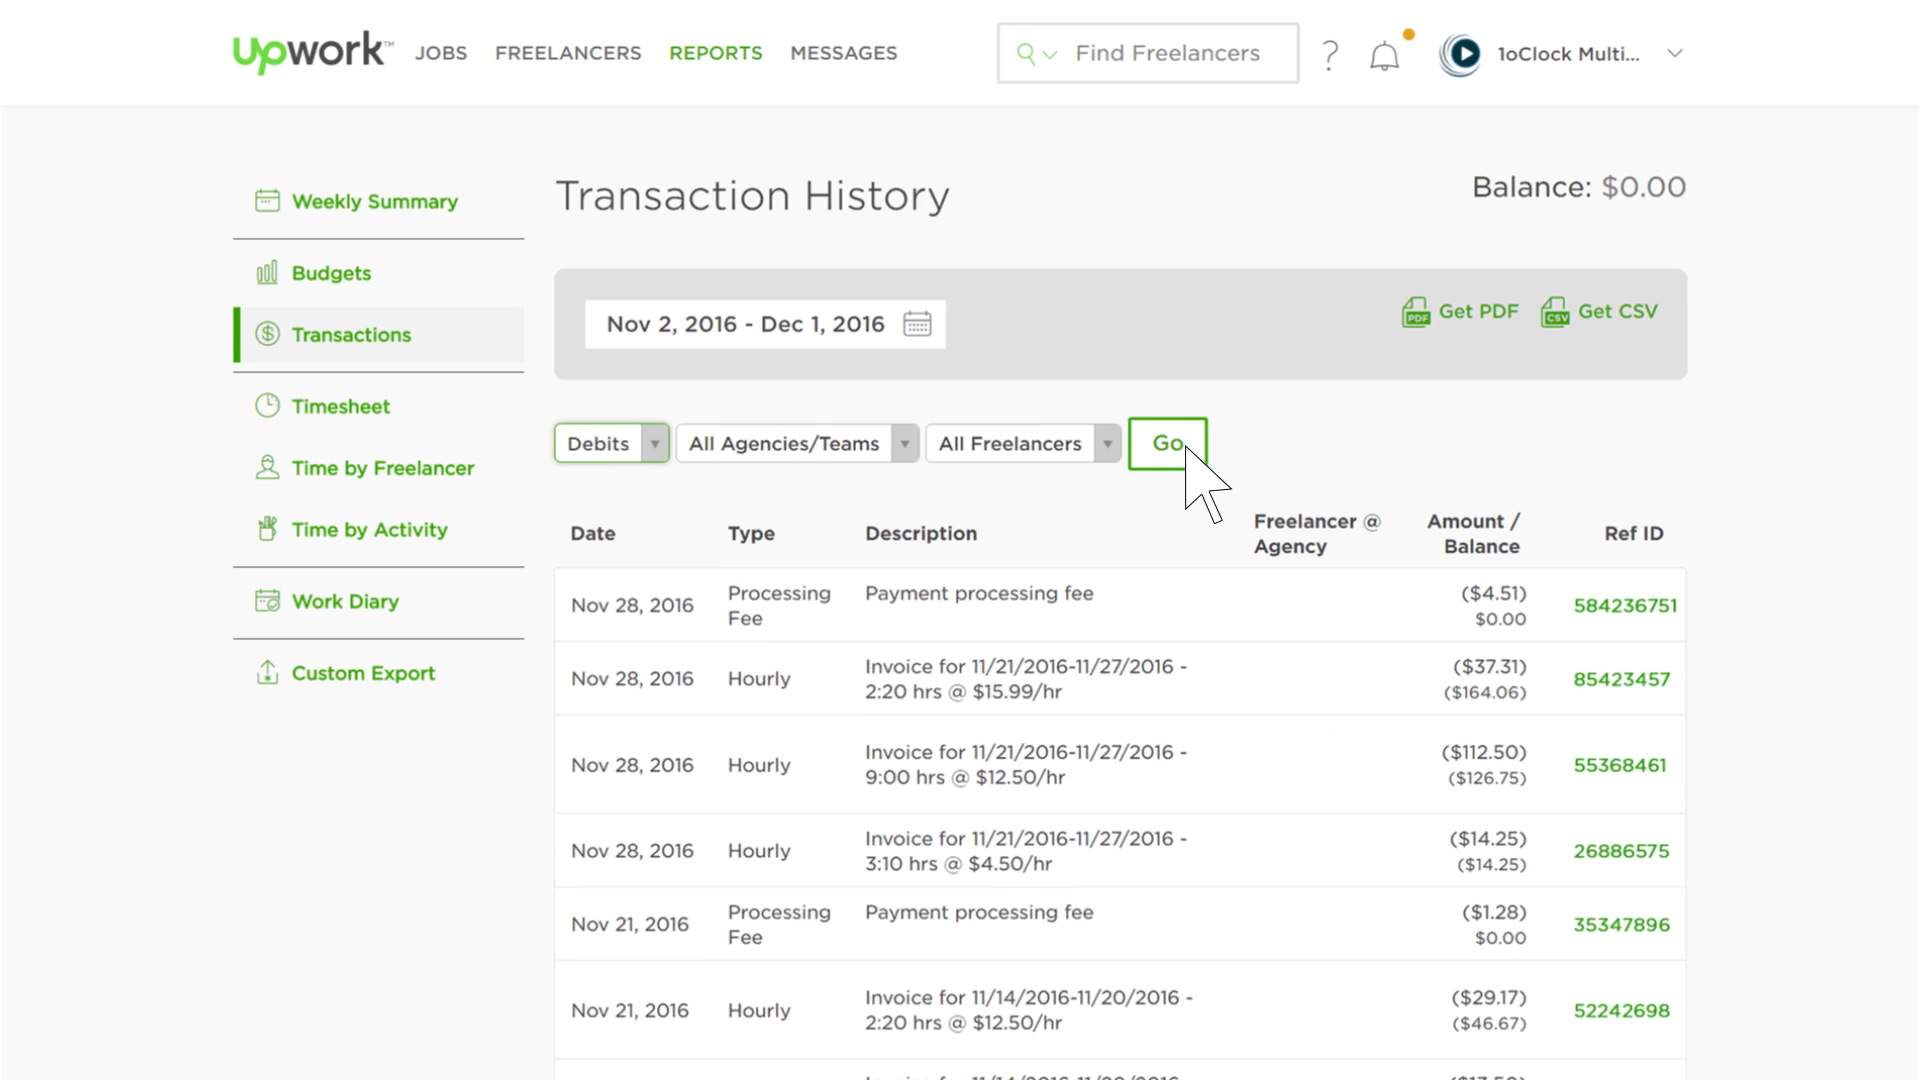 Upwork™ JOBS FREELANCERS REPORTS MESSAGES Find Freelancers ? 1oClock Multi...
Transaction History
Balance: $0.00
Weekly Summary
Budgets
Transactions
Timesheet
Time by Freelancer
Time by Activity
Work Diary
Custom Export
Nov 2, 2016 - Dec 1, 2016
PDF Get PDF CSV Get CSV
Debits All Agencies/Teams All Freelancers Go
Date Type Description Freelancer @ Agency Amount / Balance Ref ID
Nov 28, 2016 Processing Fee Payment processing fee ($4.51) $0.00 584236751
Nov 28, 2016 Hourly Invoice for 11/21/2016-11/27/2016 - 2:20 hrs @ $15.99/hr ($37.31) ($164.06) 85423457
Nov 28, 2016 Hourly Invoice for 11/21/2016-11/27/2016 - 9:00 hrs @ $12.50/hr ($112.50) ($126.75) 55368461
Nov 28, 2016 Hourly Invoice for 11/21/2016-11/27/2016 - 3:10 hrs @ $4.50/hr ($14.25) ($14.25) 26886575
Nov 21, 2016 Processing Fee Payment processing fee ($1.28) $0.00 35347896
Nov 21, 2016 Hourly Invoice for 11/14/2016-11/20/2016 - 2:20 hrs @ $12.50/hr ($29.17) ($46.67) 52242698